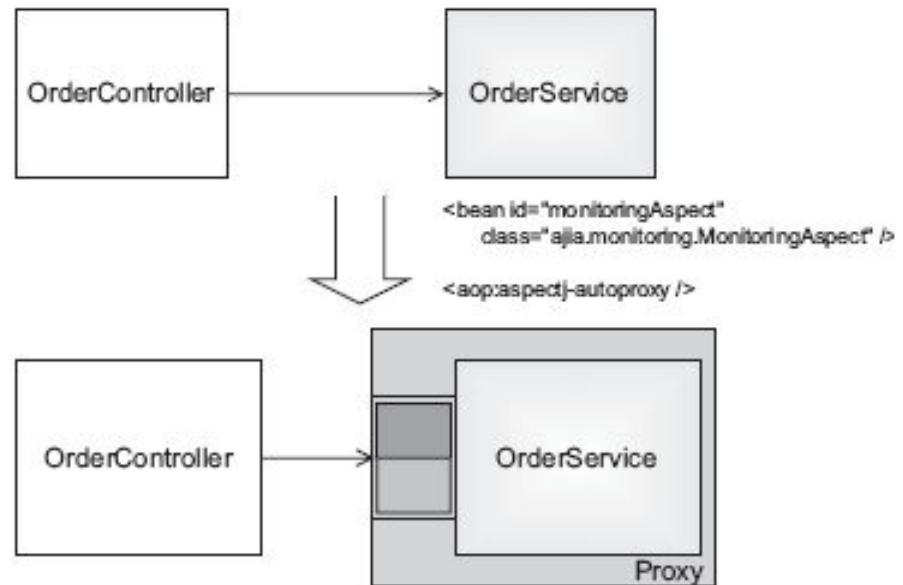 OrderController
OrderService
<bean id="monitoringAspect"
class="ajia.monitoring.MonitoringAspect" />
<aop:aspectj-autoproxy />
OrderController
OrderService
Proxy